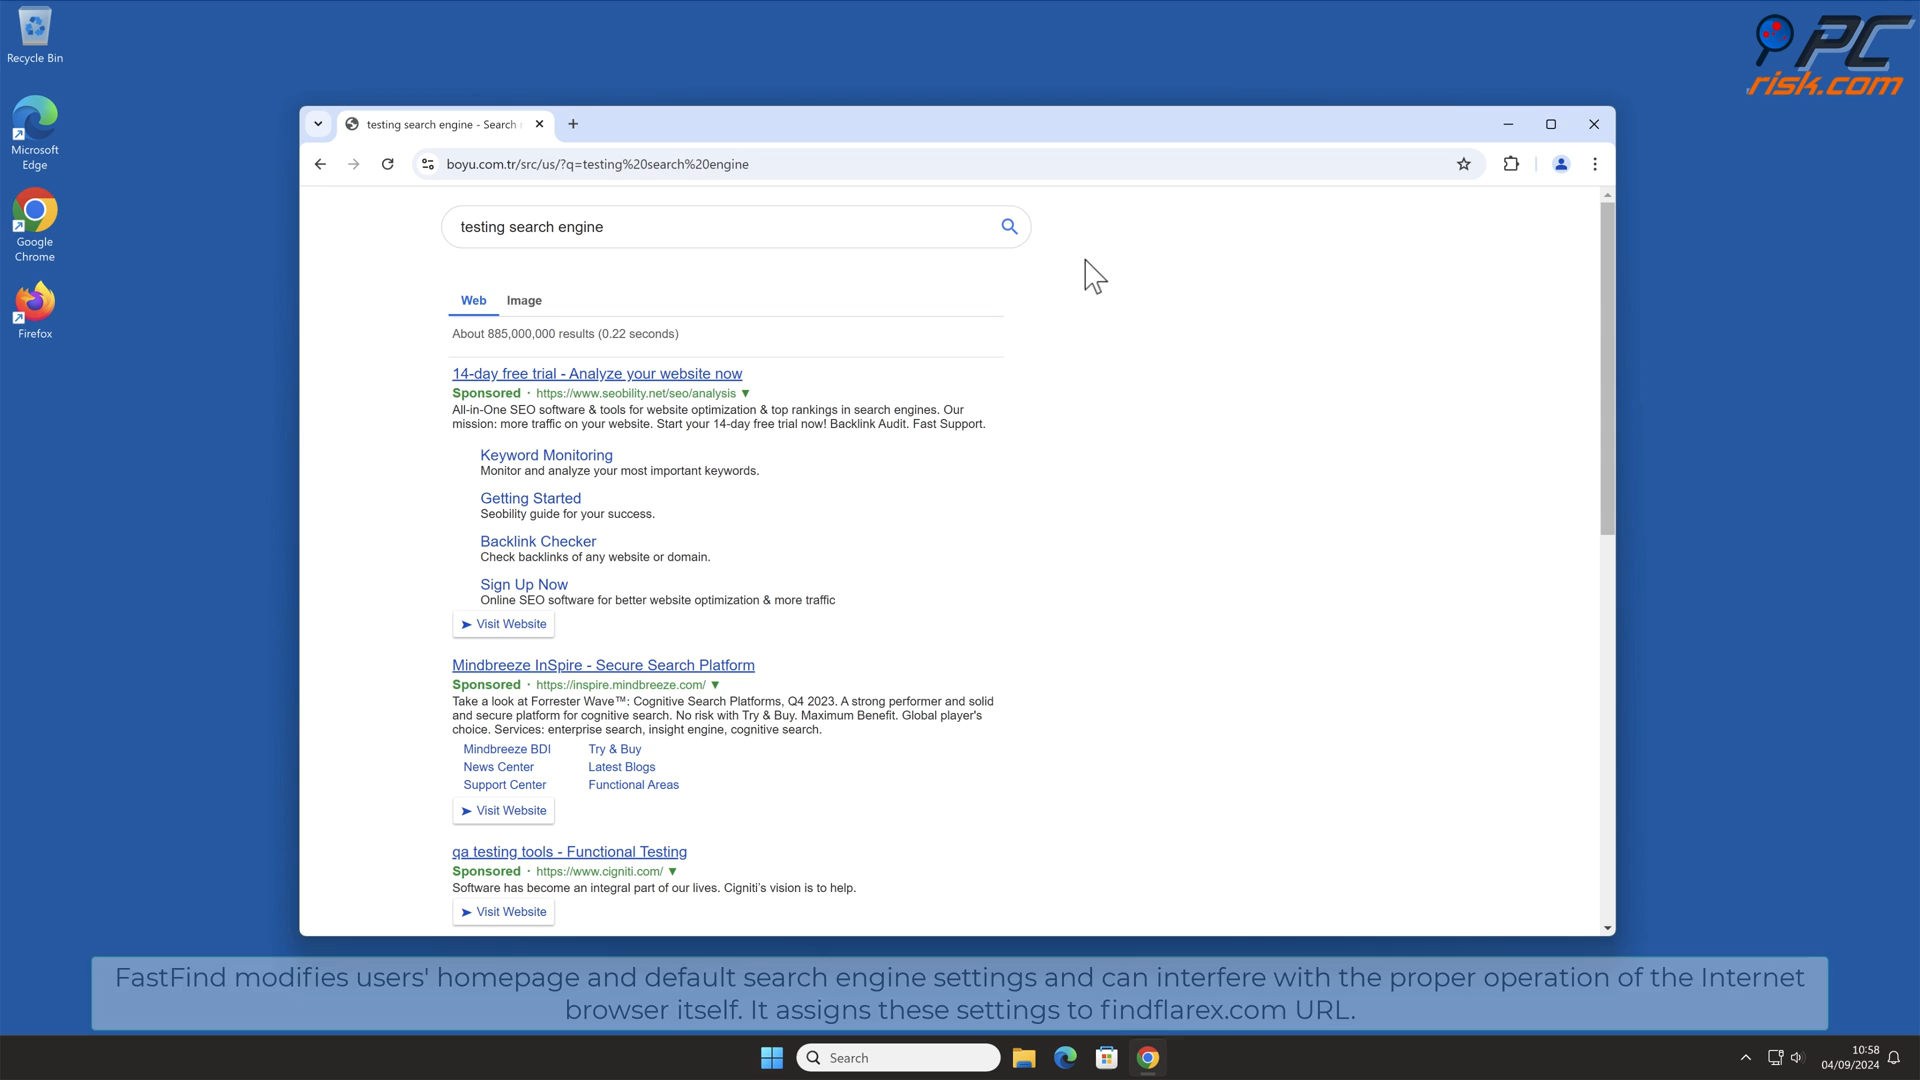 Recycle Bin
Microsoft
Edge
Google
Chrome
Firefox
PC
risk.com
testing search engine - Search
boyu.com.tr/src/us/?q=testing%20search%20engine
testing search engine
Web Image
About 885,000,000 results (0.22 seconds)
14-day free trial - Analyze your website now
Sponsored · https://www.seobility.net/seo/analysis ▼
All-in-One SEO software & tools for website optimization & top rankings in search engines. Our
mission: more traffic on your website. Start your 14-day free trial now! Backlink Audit. Fast Support.
Keyword Monitoring
Monitor and analyze your most important keywords.
Getting Started
Seobility guide for your success.
Backlink Checker
Check backlinks of any website or domain.
Sign Up Now
Online SEO software for better website optimization & more traffic
➤ Visit Website
Mindbreeze InSpire - Secure Search Platform
Sponsored · https://inspire.mindbreeze.com/ ▼
Take a look at Forrester Wave™: Cognitive Search Platforms, Q4 2023. A strong performer and solid
and secure platform for cognitive search. No risk with Try & Buy. Maximum Benefit. Global player's
choice. Services: enterprise search, insight engine, cognitive search.
Mindbreeze BDI Try & Buy
News Center Latest Blogs
Support Center Functional Areas
➤ Visit Website
qa testing tools - Functional Testing
Sponsored · https://www.cigniti.com/ ▼
Software has become an integral part of our lives. Cigniti's vision is to help.
➤ Visit Website
FastFind modifies users' homepage and default search engine settings and can interfere with the proper operation of the Internet
browser itself. It assigns these settings to findflarex.com URL.
Search
10:58
04/09/2024